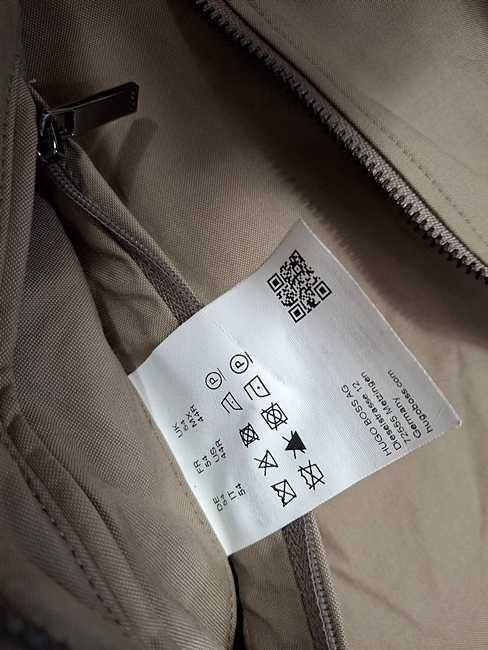 HUGO BOSS AG
Dieselstrasse 12
72555 Metzingen
Germany
hugoboss.com
P
P
DE FR UK
54
IT US MX
54 44R 44R